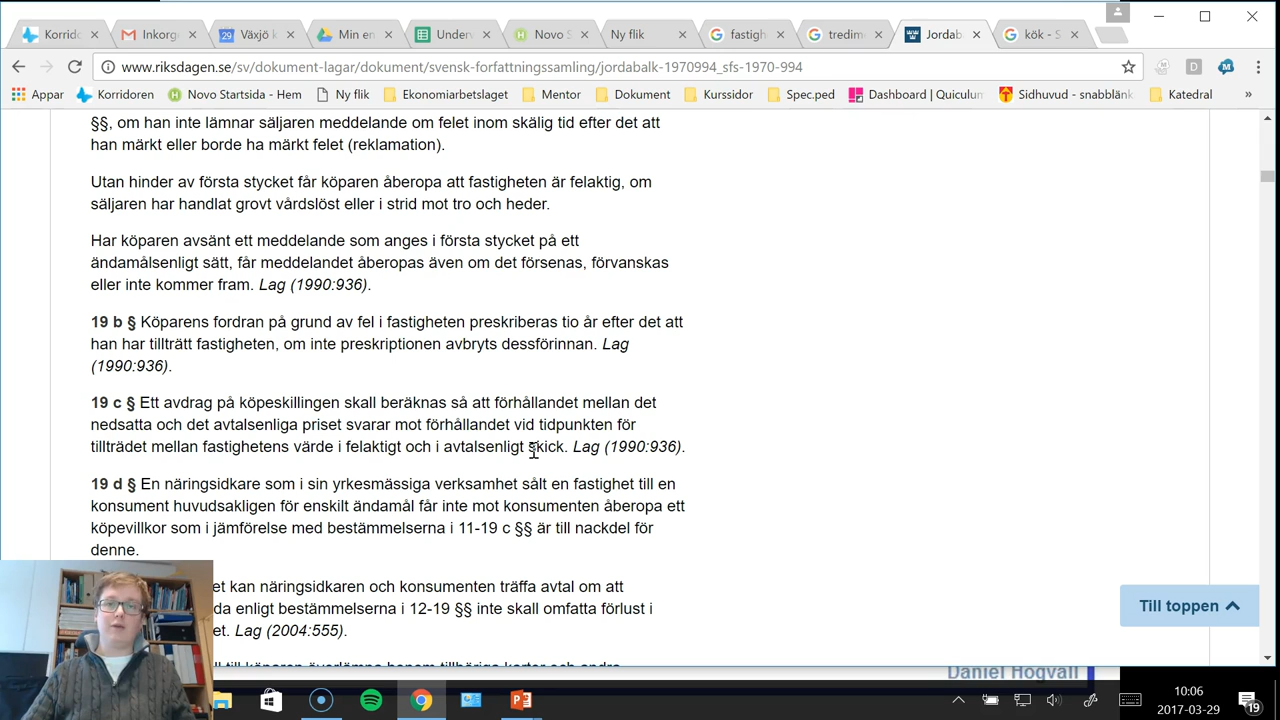 Korrido
Inkorg
Växjö k
Min en
Underv
Novo S
Ny flik
fastigh
tredim
Jordab
kök - S
www.riksdagen.se/sv/dokument-lagar/dokument/svensk-forfattningssamling/jordabalk-1970994_sfs-1970-994
Appar Korridoren Novo Startsida - Hem Ny flik Ekonomiarbetslaget Mentor Dokument Kurssidor Spec.ped Dashboard | Quiculum Sidhuvud - snabblänk Katedral »
§§, om han inte lämnar säljaren meddelande om felet inom skälig tid efter det att
han märkt eller borde ha märkt felet (reklamation).
Utan hinder av första stycket får köparen åberopa att fastigheten är felaktig, om
säljaren har handlat grovt vårdslöst eller i strid mot tro och heder.
Har köparen avsänt ett meddelande som anges i första stycket på ett
ändamålsenligt sätt, får meddelandet åberopas även om det försenas, förvanskas
eller inte kommer fram. Lag (1990:936).
19 b § Köparens fordran på grund av fel i fastigheten preskriberas tio år efter det att
han har tillträtt fastigheten, om inte preskriptionen avbryts dessförinnan. Lag
(1990:936).
19 c § Ett avdrag på köpeskillingen skall beräknas så att förhållandet mellan det
nedsatta och det avtalsenliga priset svarar mot förhållandet vid tidpunkten för
tillträdet mellan fastighetens värde i felaktigt och i avtalsenligt skick. Lag (1990:936).
19 d § En näringsidkare som i sin yrkesmässiga verksamhet sålt en fastighet till en
konsument huvudsakligen för enskilt ändamål får inte mot konsumenten åberopa ett
köpevillkor som i jämförelse med bestämmelserna i 11-19 c §§ är till nackdel för
denne.
et kan näringsidkaren och konsumenten träffa avtal om att
da enligt bestämmelserna i 12-19 §§ inte skall omfatta förlust i
et. Lag (2004:555).
Till toppen
Daniel Hogvall
10:06
2017-03-29
19